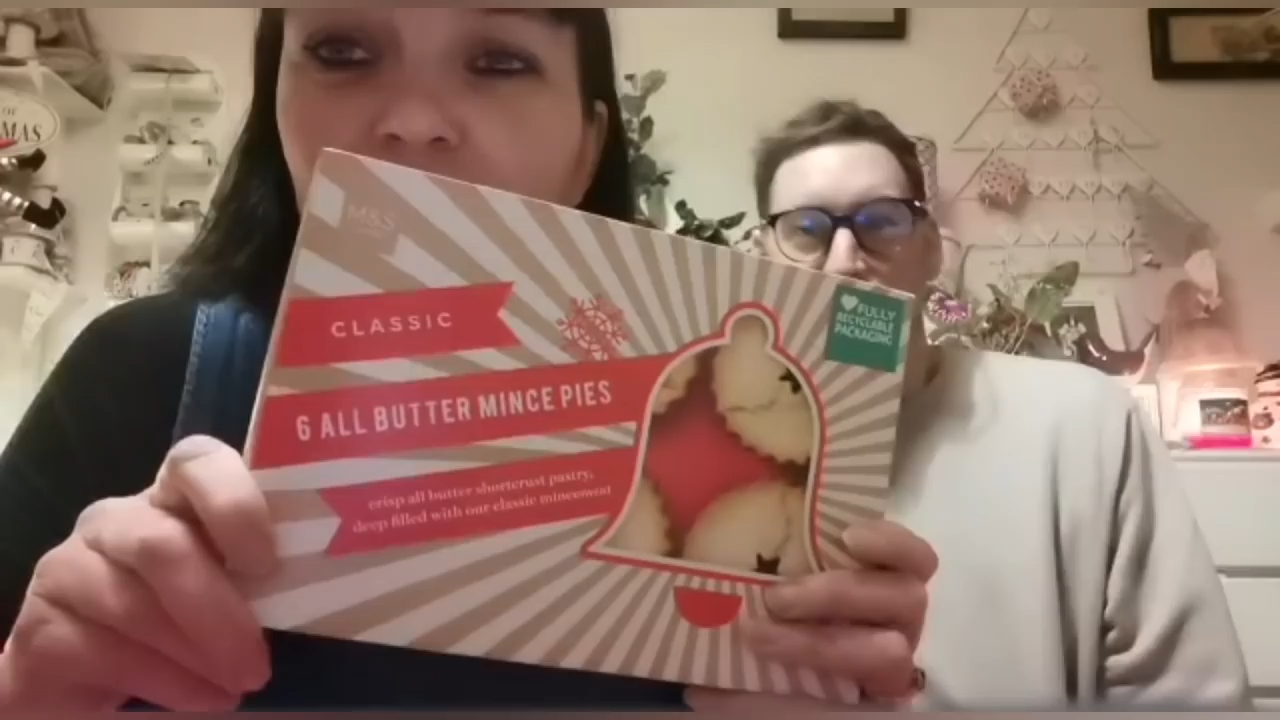 MAS
M&S
CLASSIC
6 ALL BUTTER MINCE PIES
crisp all butter shortcrust pastry,
deep filled with our classic mincemeat
FULLY
RECYCLABLE
PACKAGING